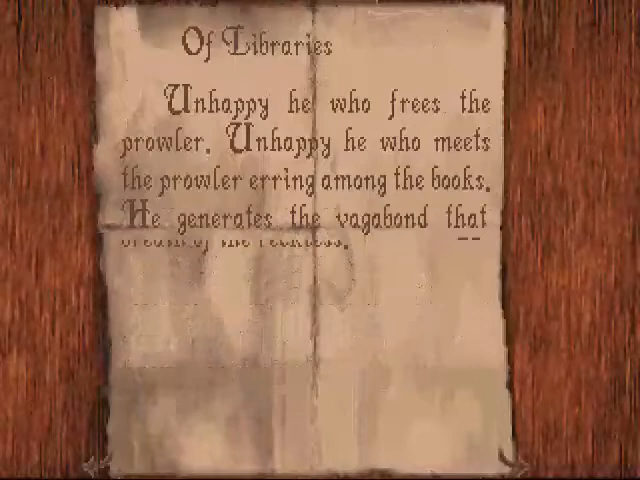 Of Libraries
Unhappy he who frees the
prowler. Unhappy he who meets
the prowler erring among the books.
He generates the vagabond that